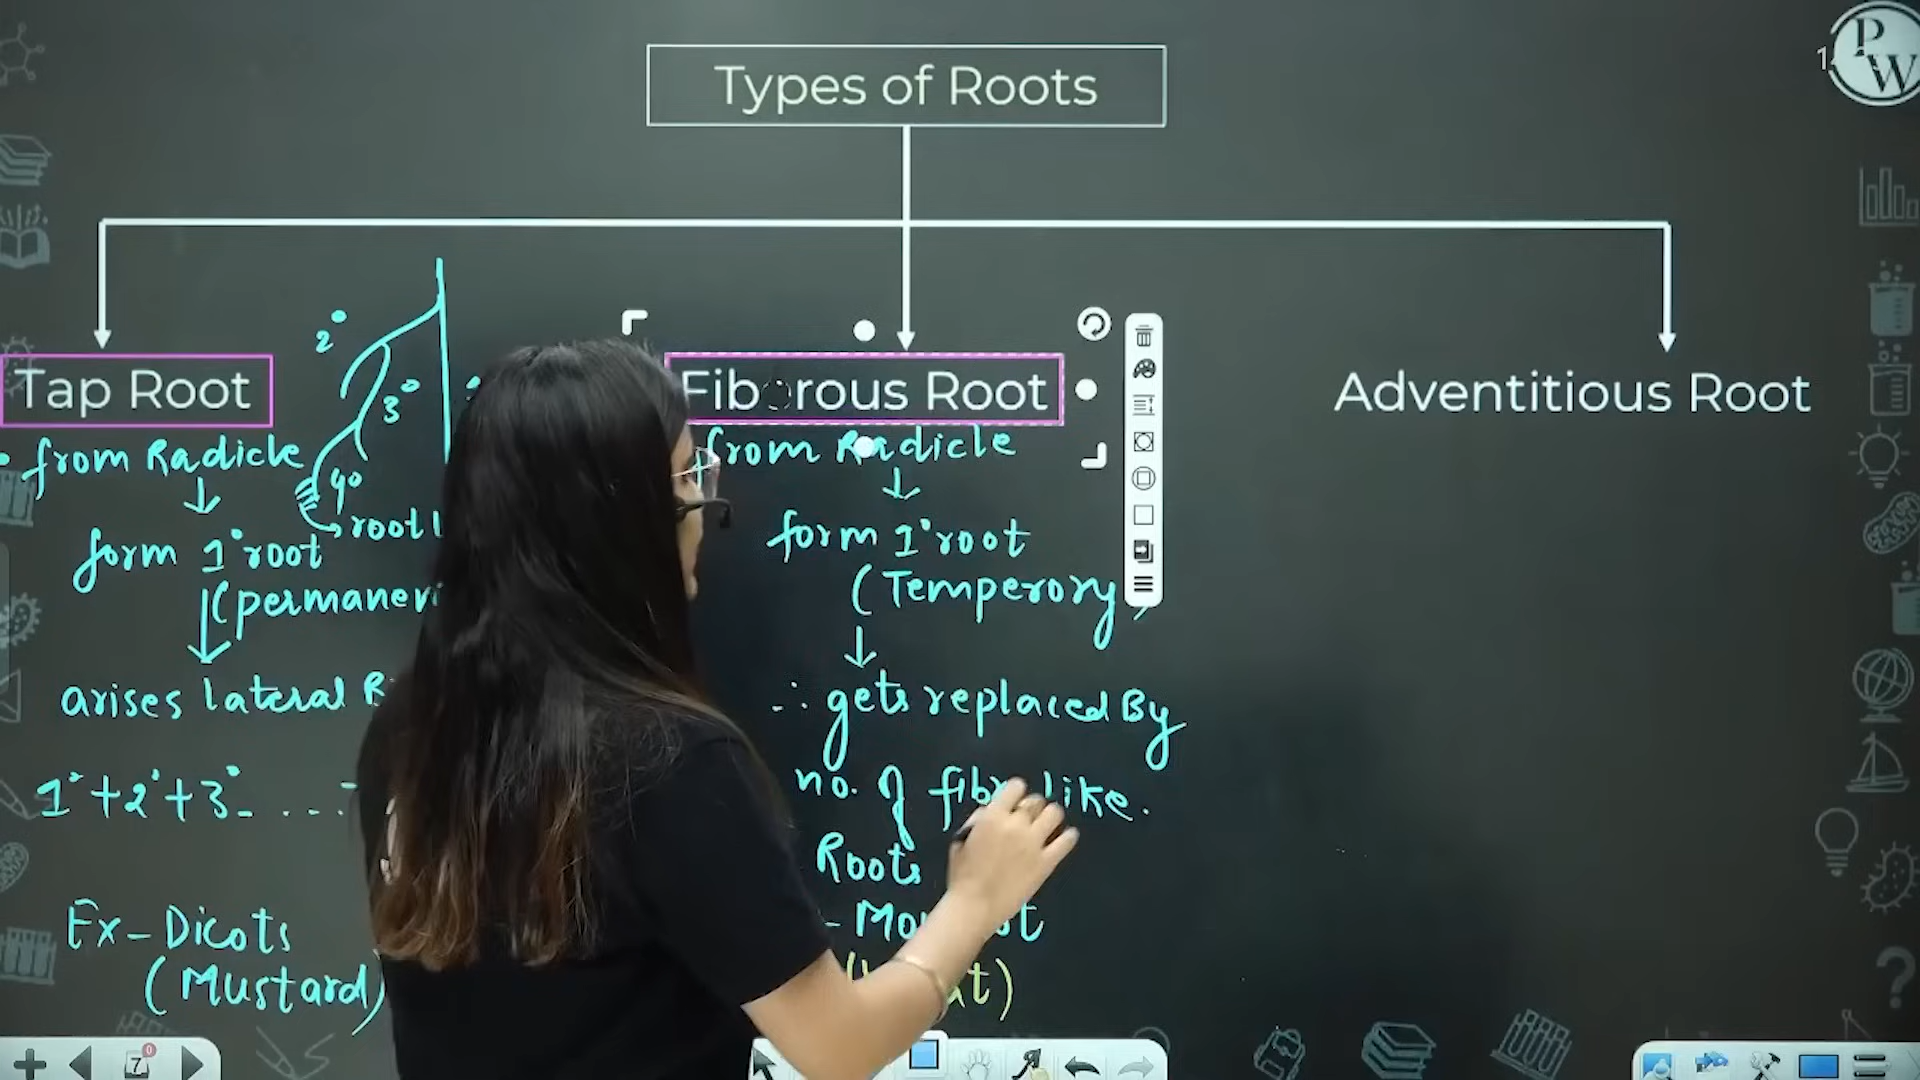 Types of Roots
P
W
Tap Root
Fibrous Root
Adventitious Root
2°
3°
4°
root
• from Radicle
↓
form 1° root
(permanen
↓
arises lateral R
1° + 2° + 3° - ...
Ex - Dicots
(Mustard)
from Radicle
↓
form 1° root
(Temperory)
↓
∴ gets replaced By
no. of like.
Roots
7
0